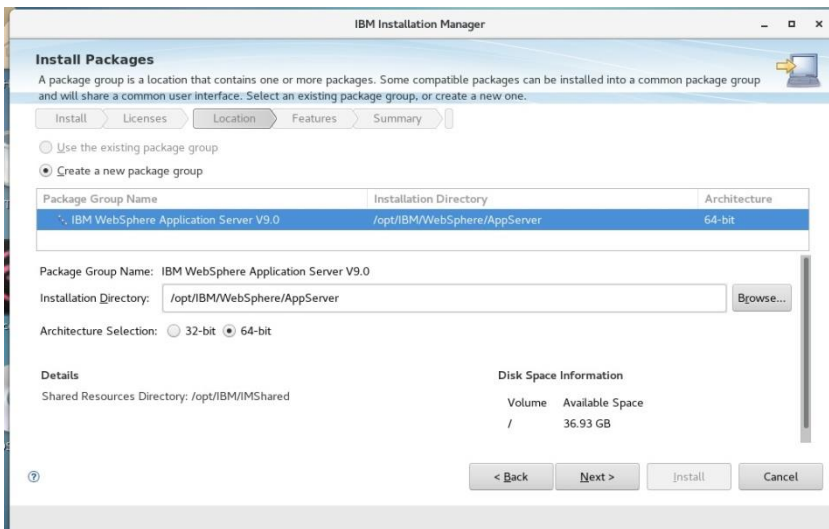 IBM Installation Manager
Install Packages
A package group is a location that contains one or more packages. Some compatible packages can be installed into a common package group
and will share a common user interface. Select an existing package group, or create a new one.
Install Licenses Location Features Summary
Use the existing package group
Create a new package group
Package Group Name Installation Directory Architecture
IBM WebSphere Application Server V9.0 /opt/IBM/WebSphere/AppServer 64-bit
Package Group Name: IBM WebSphere Application Server V9.0
Installation Directory: /opt/IBM/WebSphere/AppServer Browse...
Architecture Selection: 32-bit 64-bit
Details Disk Space Information
Shared Resources Directory: /opt/IBM/IMShared
Volume Available Space
/ 36.93 GB
? < Back Next > Install Cancel